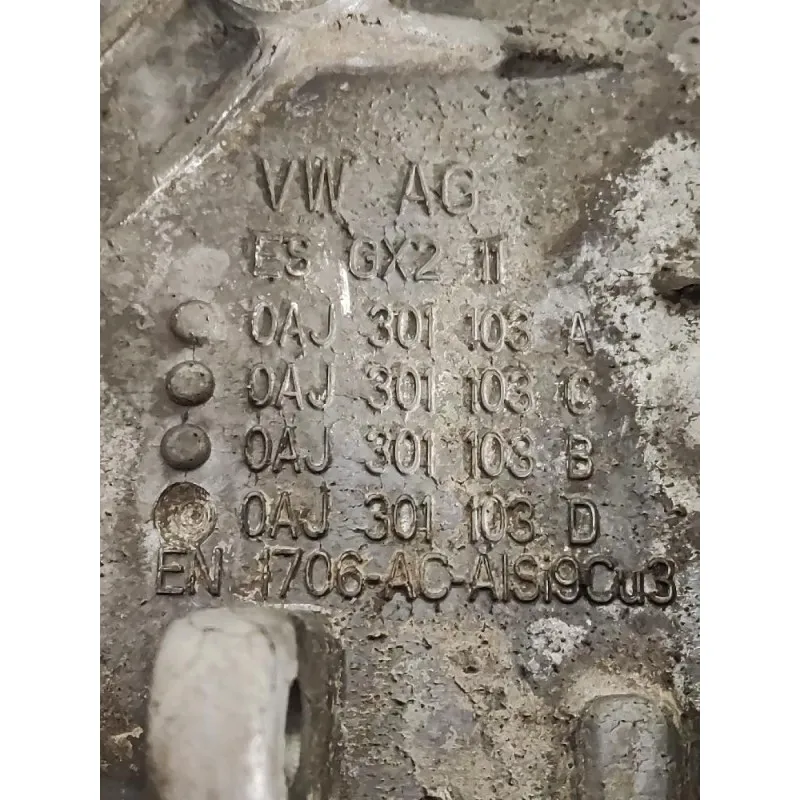 VW AG
ES GX2 11
0AJ 301 103 A
0AJ 301 103 C
0AJ 301 103 B
0AJ 301 103 D
EN 1706-AC-AlSi9Cu3